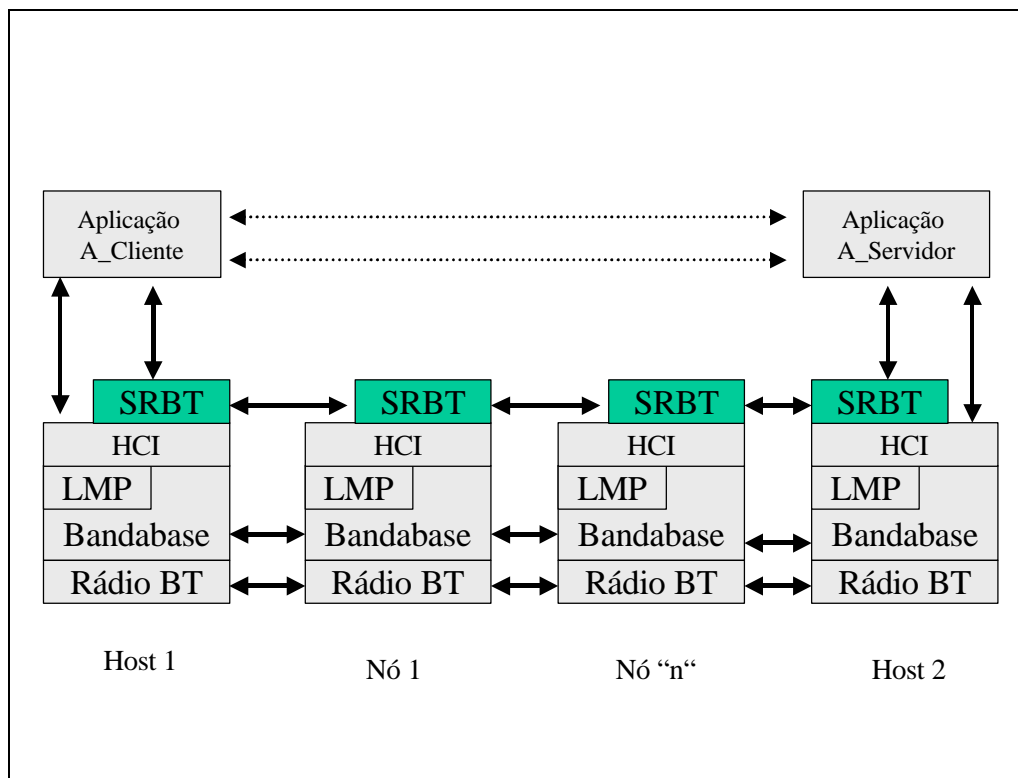 Aplicação
A_Cliente
Aplicação
A_Servidor
SRBT
SRBT
SRBT
SRBT
HCI
HCI
HCI
HCI
LMP
LMP
LMP
LMP
Bandabase
Bandabase
Bandabase
Bandabase
Rádio BT
Rádio BT
Rádio BT
Rádio BT
Host 1
Nó 1
Nó “n“
Host 2